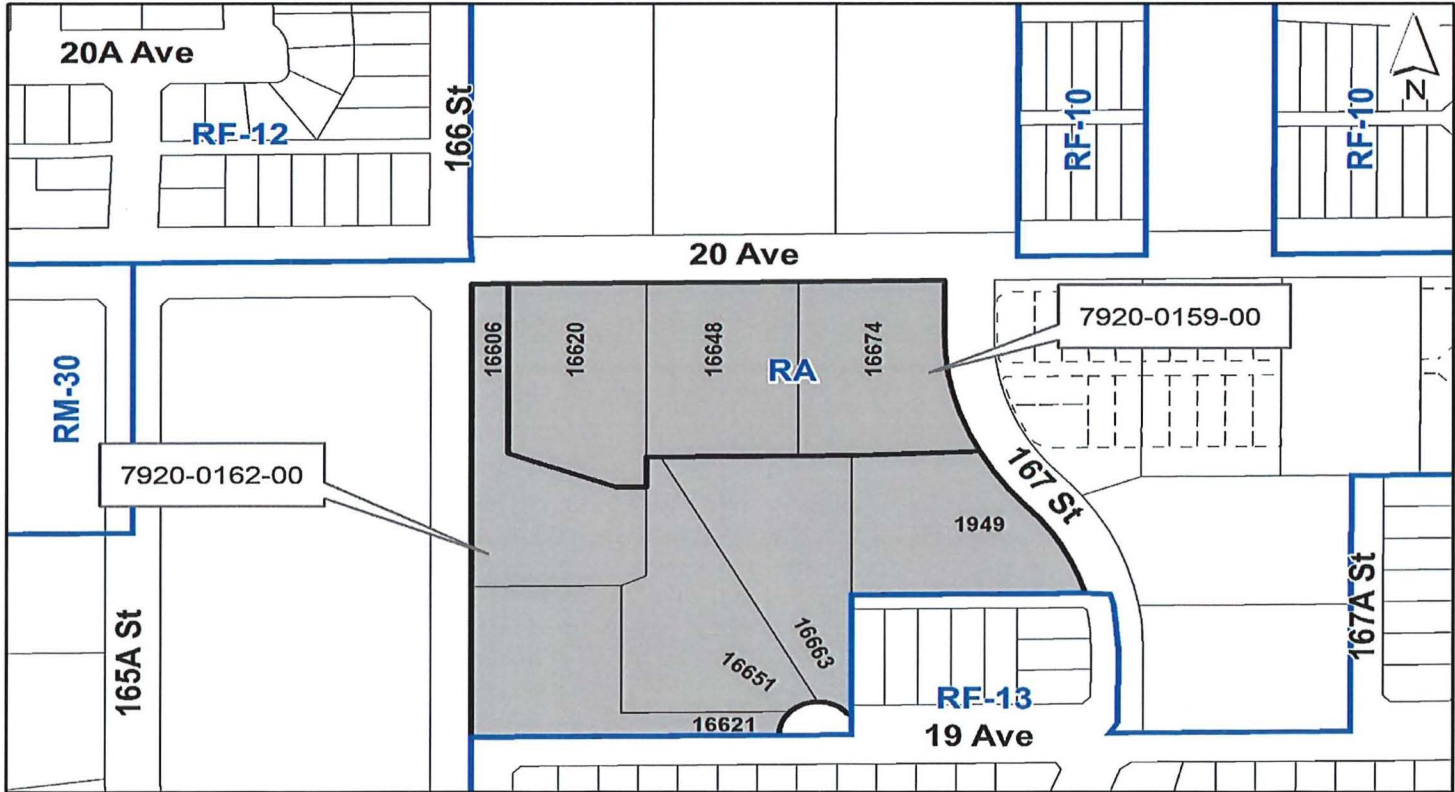 20A Ave
166 St
RF-12
RF-10
RF-10
N
20 Ave
7920-0159-00
16606
16620
16648
16674
RA
RM-30
7920-0162-00
167 St
1949
167A St
165A St
16663
16651
16621
RF-13
19 Ave